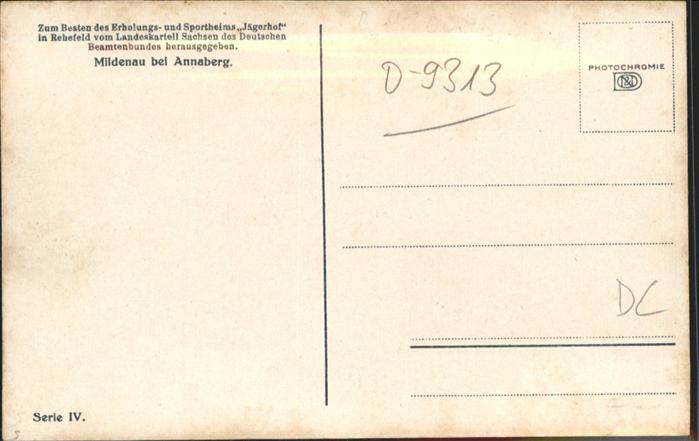 Zum Besten des Erholungs- und Sportheims „Jägerhof"
in Rehefeld vom Landeskartell Sachsen des Deutschen
Beamtenbundes herausgegeben.
Mildenau bei Annaberg.
D-9313
PHOTOCHROMIE
DC
Serie IV.